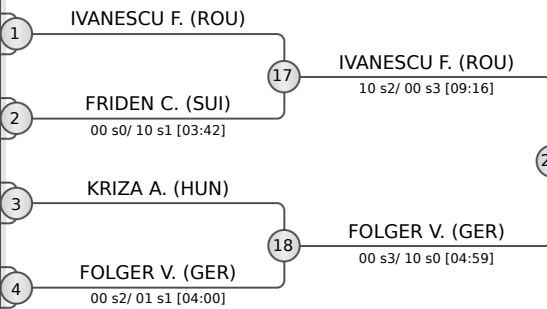 IVANESCU F. (ROU)
1
17
IVANESCU F. (ROU)
10 s2/ 00 s3 [09:16]
FRIDEN C. (SUI)
2
00 s0/ 10 s1 [03:42]
KRIZA A. (HUN)
3
18
FOLGER V. (GER)
00 s3/ 10 s0 [04:59]
FOLGER V. (GER)
4
00 s2/ 01 s1 [04:00]